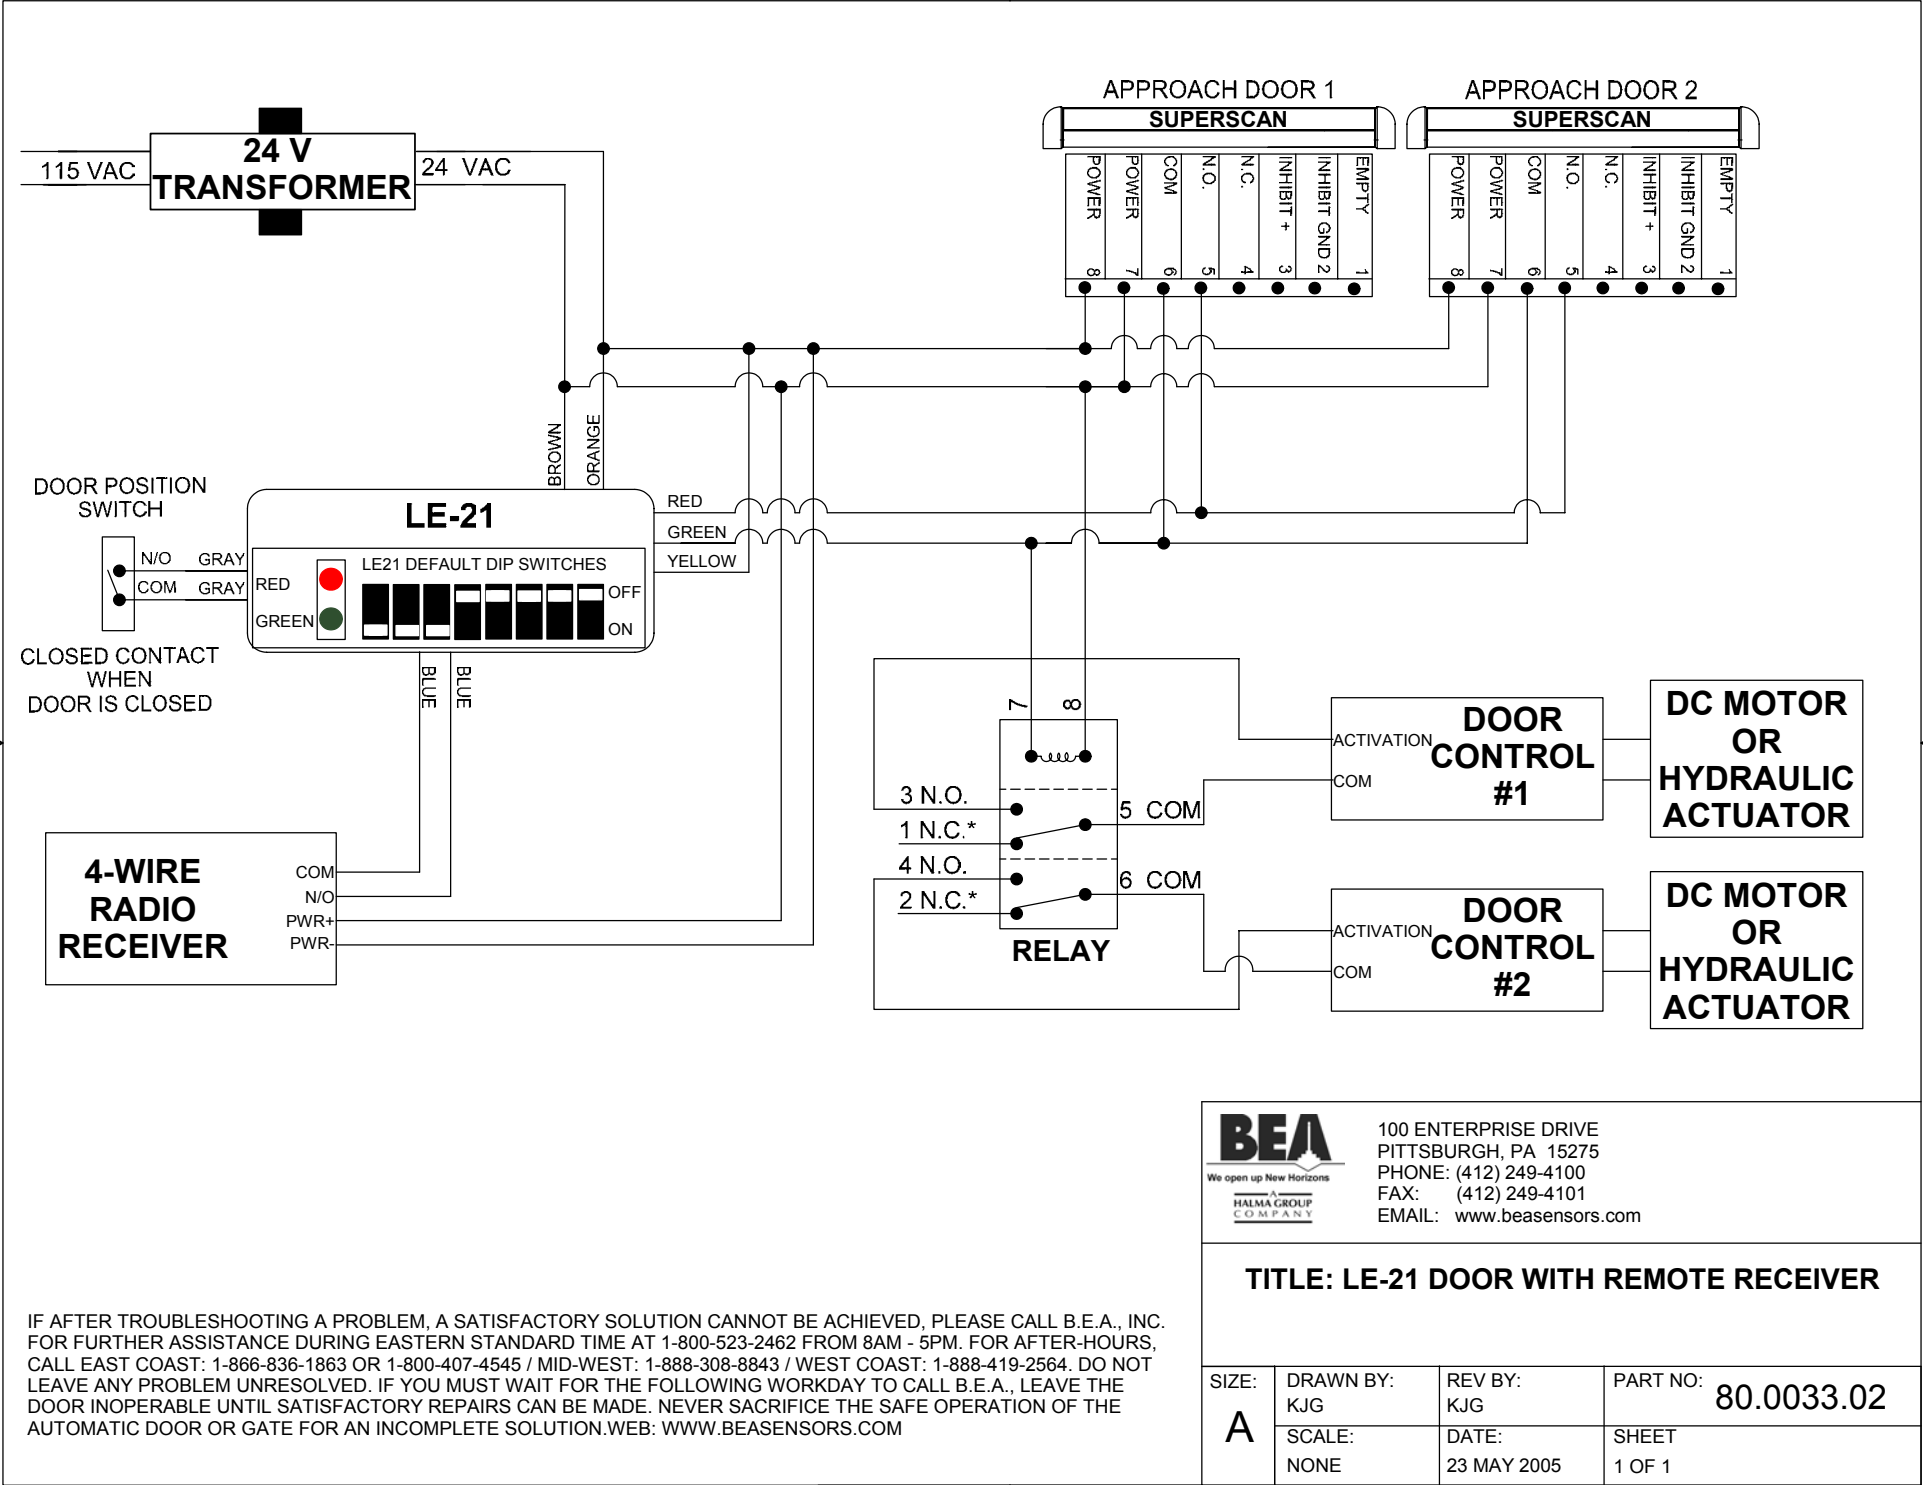 APPROACH DOOR 1
SUPERSCAN
POWER 8
POWER 7
COM 6
N.O. 5
N.C. 4
INHIBIT + 3
INHIBIT GND 2
EMPTY 1
APPROACH DOOR 2
SUPERSCAN
POWER 8
POWER 7
COM 6
N.O. 5
N.C. 4
INHIBIT + 3
INHIBIT GND 2
EMPTY 1
115 VAC
24 V
TRANSFORMER
24 VAC
BROWN
ORANGE
DOOR POSITION
SWITCH
N/O GRAY
COM GRAY
CLOSED CONTACT
WHEN
DOOR IS CLOSED
LE-21
LE21 DEFAULT DIP SWITCHES
RED
GREEN
OFF
ON
RED
GREEN
YELLOW
BLUE
BLUE
4-WIRE
RADIO
RECEIVER
COM
N/O
PWR+
PWR-
7
8
3 N.O.
1 N.C.*
4 N.O.
2 N.C.*
5 COM
6 COM
RELAY
ACTIVATION
COM
DOOR
CONTROL
#1
DC MOTOR
OR
HYDRAULIC
ACTUATOR
ACTIVATION
COM
DOOR
CONTROL
#2
DC MOTOR
OR
HYDRAULIC
ACTUATOR
BEA
We open up New Horizons
A
HALMA GROUP
COMPANY
100 ENTERPRISE DRIVE
PITTSBURGH, PA 15275
PHONE: (412) 249-4100
FAX: (412) 249-4101
EMAIL: www.beasensors.com
TITLE: LE-21 DOOR WITH REMOTE RECEIVER
IF AFTER TROUBLESHOOTING A PROBLEM, A SATISFACTORY SOLUTION CANNOT BE ACHIEVED, PLEASE CALL B.E.A., INC.
FOR FURTHER ASSISTANCE DURING EASTERN STANDARD TIME AT 1-800-523-2462 FROM 8AM - 5PM. FOR AFTER-HOURS,
CALL EAST COAST: 1-866-836-1863 OR 1-800-407-4545 / MID-WEST: 1-888-308-8843 / WEST COAST: 1-888-419-2564. DO NOT
LEAVE ANY PROBLEM UNRESOLVED. IF YOU MUST WAIT FOR THE FOLLOWING WORKDAY TO CALL B.E.A., LEAVE THE
DOOR INOPERABLE UNTIL SATISFACTORY REPAIRS CAN BE MADE. NEVER SACRIFICE THE SAFE OPERATION OF THE
AUTOMATIC DOOR OR GATE FOR AN INCOMPLETE SOLUTION.WEB: WWW.BEASENSORS.COM
SIZE:
A
DRAWN BY:
KJG
REV BY:
KJG
PART NO: 80.0033.02
SCALE:
NONE
DATE:
23 MAY 2005
SHEET
1 OF 1